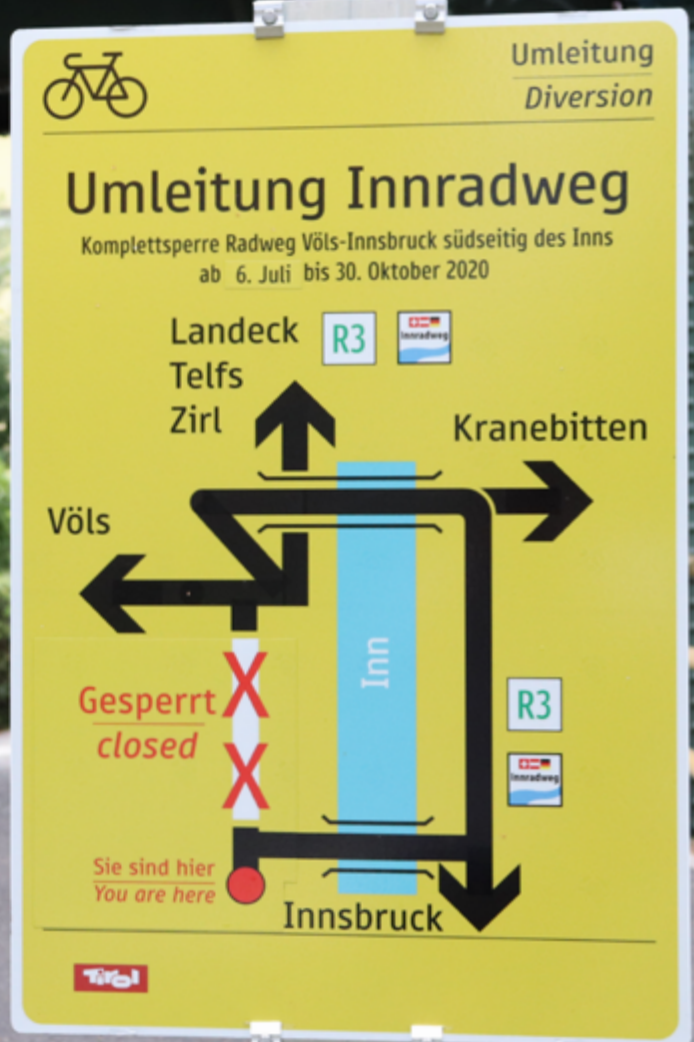 Umleitung
Diversion
Umleitung Innradweg
Komplettsperre Radweg Völs-Innsbruck südseitig des Inns
ab 6. Juli bis 30. Oktober 2020
Landeck
R3
Innradweg
Telfs
Zirl
Kranebitten
Völs
Inn
Gesperrt
closed
R3
Innradweg
Sie sind hier
You are here
Innsbruck
Tirol